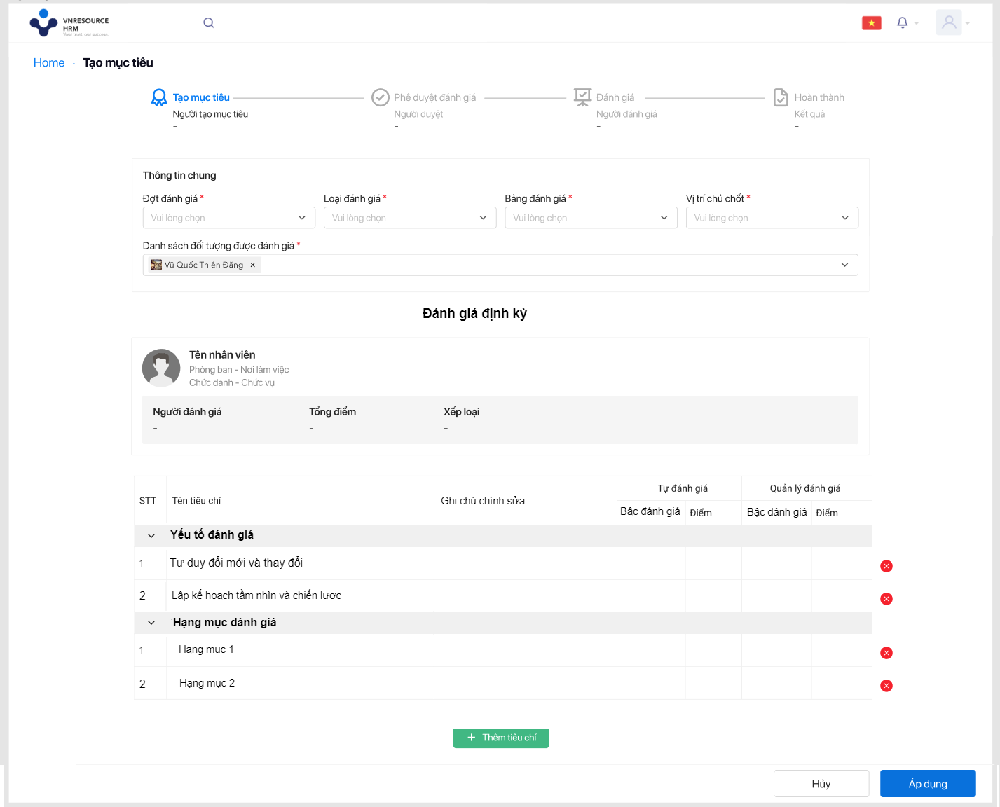 VNRESOURCE
HRM
Your trust, our success.
Home · Tạo mục tiêu
Tạo mục tiêu
Người tạo mục tiêu
-
Phê duyệt đánh giá
Người duyệt
-
Đánh giá
Người đánh giá
-
Hoàn thành
Kết quả
-
Thông tin chung
Đợt đánh giá *
Vui lòng chọn
Loại đánh giá *
Vui lòng chọn
Bảng đánh giá *
Vui lòng chọn
Vị trí chủ chốt *
Vui lòng chọn
Danh sách đối tượng được đánh giá *
Vũ Quốc Thiên Đăng ×
Đánh giá định kỳ
Tên nhân viên
Phòng ban - Nơi làm việc
Chức danh - Chức vụ
Người đánh giá
-
Tổng điểm
-
Xếp loại
-
STT
Tên tiêu chí
Ghi chú chính sửa
Tự đánh giá
Quản lý đánh giá
Bậc đánh giá
Điểm
Bậc đánh giá
Điểm
Yếu tố đánh giá
1 Tư duy đổi mới và thay đổi
2 Lập kế hoạch tầm nhìn và chiến lược
Hạng mục đánh giá
1 Hạng mục 1
2 Hạng mục 2
+ Thêm tiêu chí
Hủy
Áp dụng